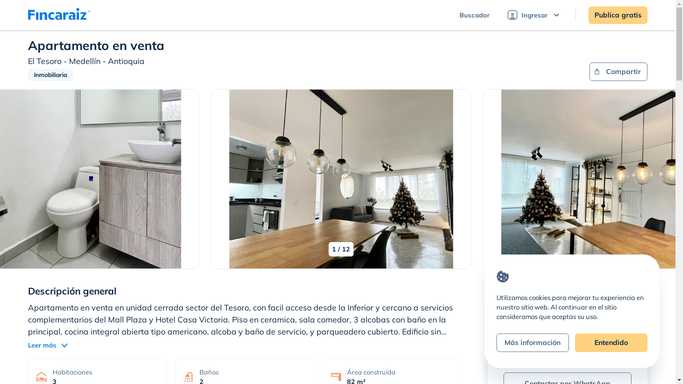 Fincaraiz
Buscador
Ingresar
Publica gratis
Apartamento en venta
El Tesoro - Medellín - Antioquia
Inmobiliaria
Compartir
1 / 12
Descripción general
Apartamento en venta en unidad cerrada sector del Tesoro, con facil acceso desde la Inferior y cercano a servicios
complementarios del Mall Plaza y Hotel Casa Victoria. Piso en ceramica, sala comedor, 3 alcobas con baño en la
principal, cocina integral abierta tipo americano, alcoba y baño de servicio, y parqueadero cubierto. Edificio sin...
Leer más
Habitaciones
3
Baños
2
Área construida
82 m²
Utilizamos cookies para mejorar tu experiencia en
nuestro sitio web. Al continuar en el sitio
consideramos que aceptas su uso.
Más información
Entendido
Contactar por WhatsApp